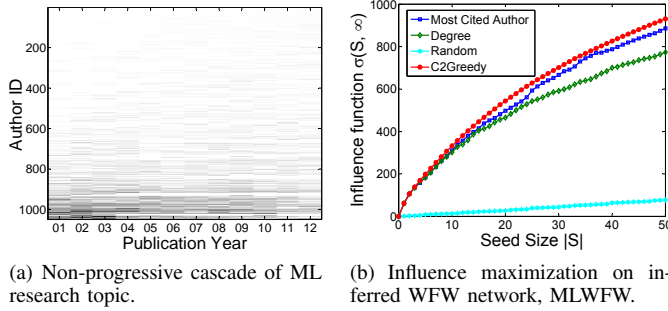 0
200
400
600
800
1000
Author ID
01 02 03 04 05 06 07 08 09 10 11 12
Publication Year
(a) Non-progressive cascade of ML
research topic.
1000
800
600
400
200
0
Influence function σ(S, ∞)
Most Cited Author
Degree
Random
C2Greedy
0 10 20 30 40 50
Seed Size |S|
(b) Influence maximization on in-
ferred WFW network, MLWFW.